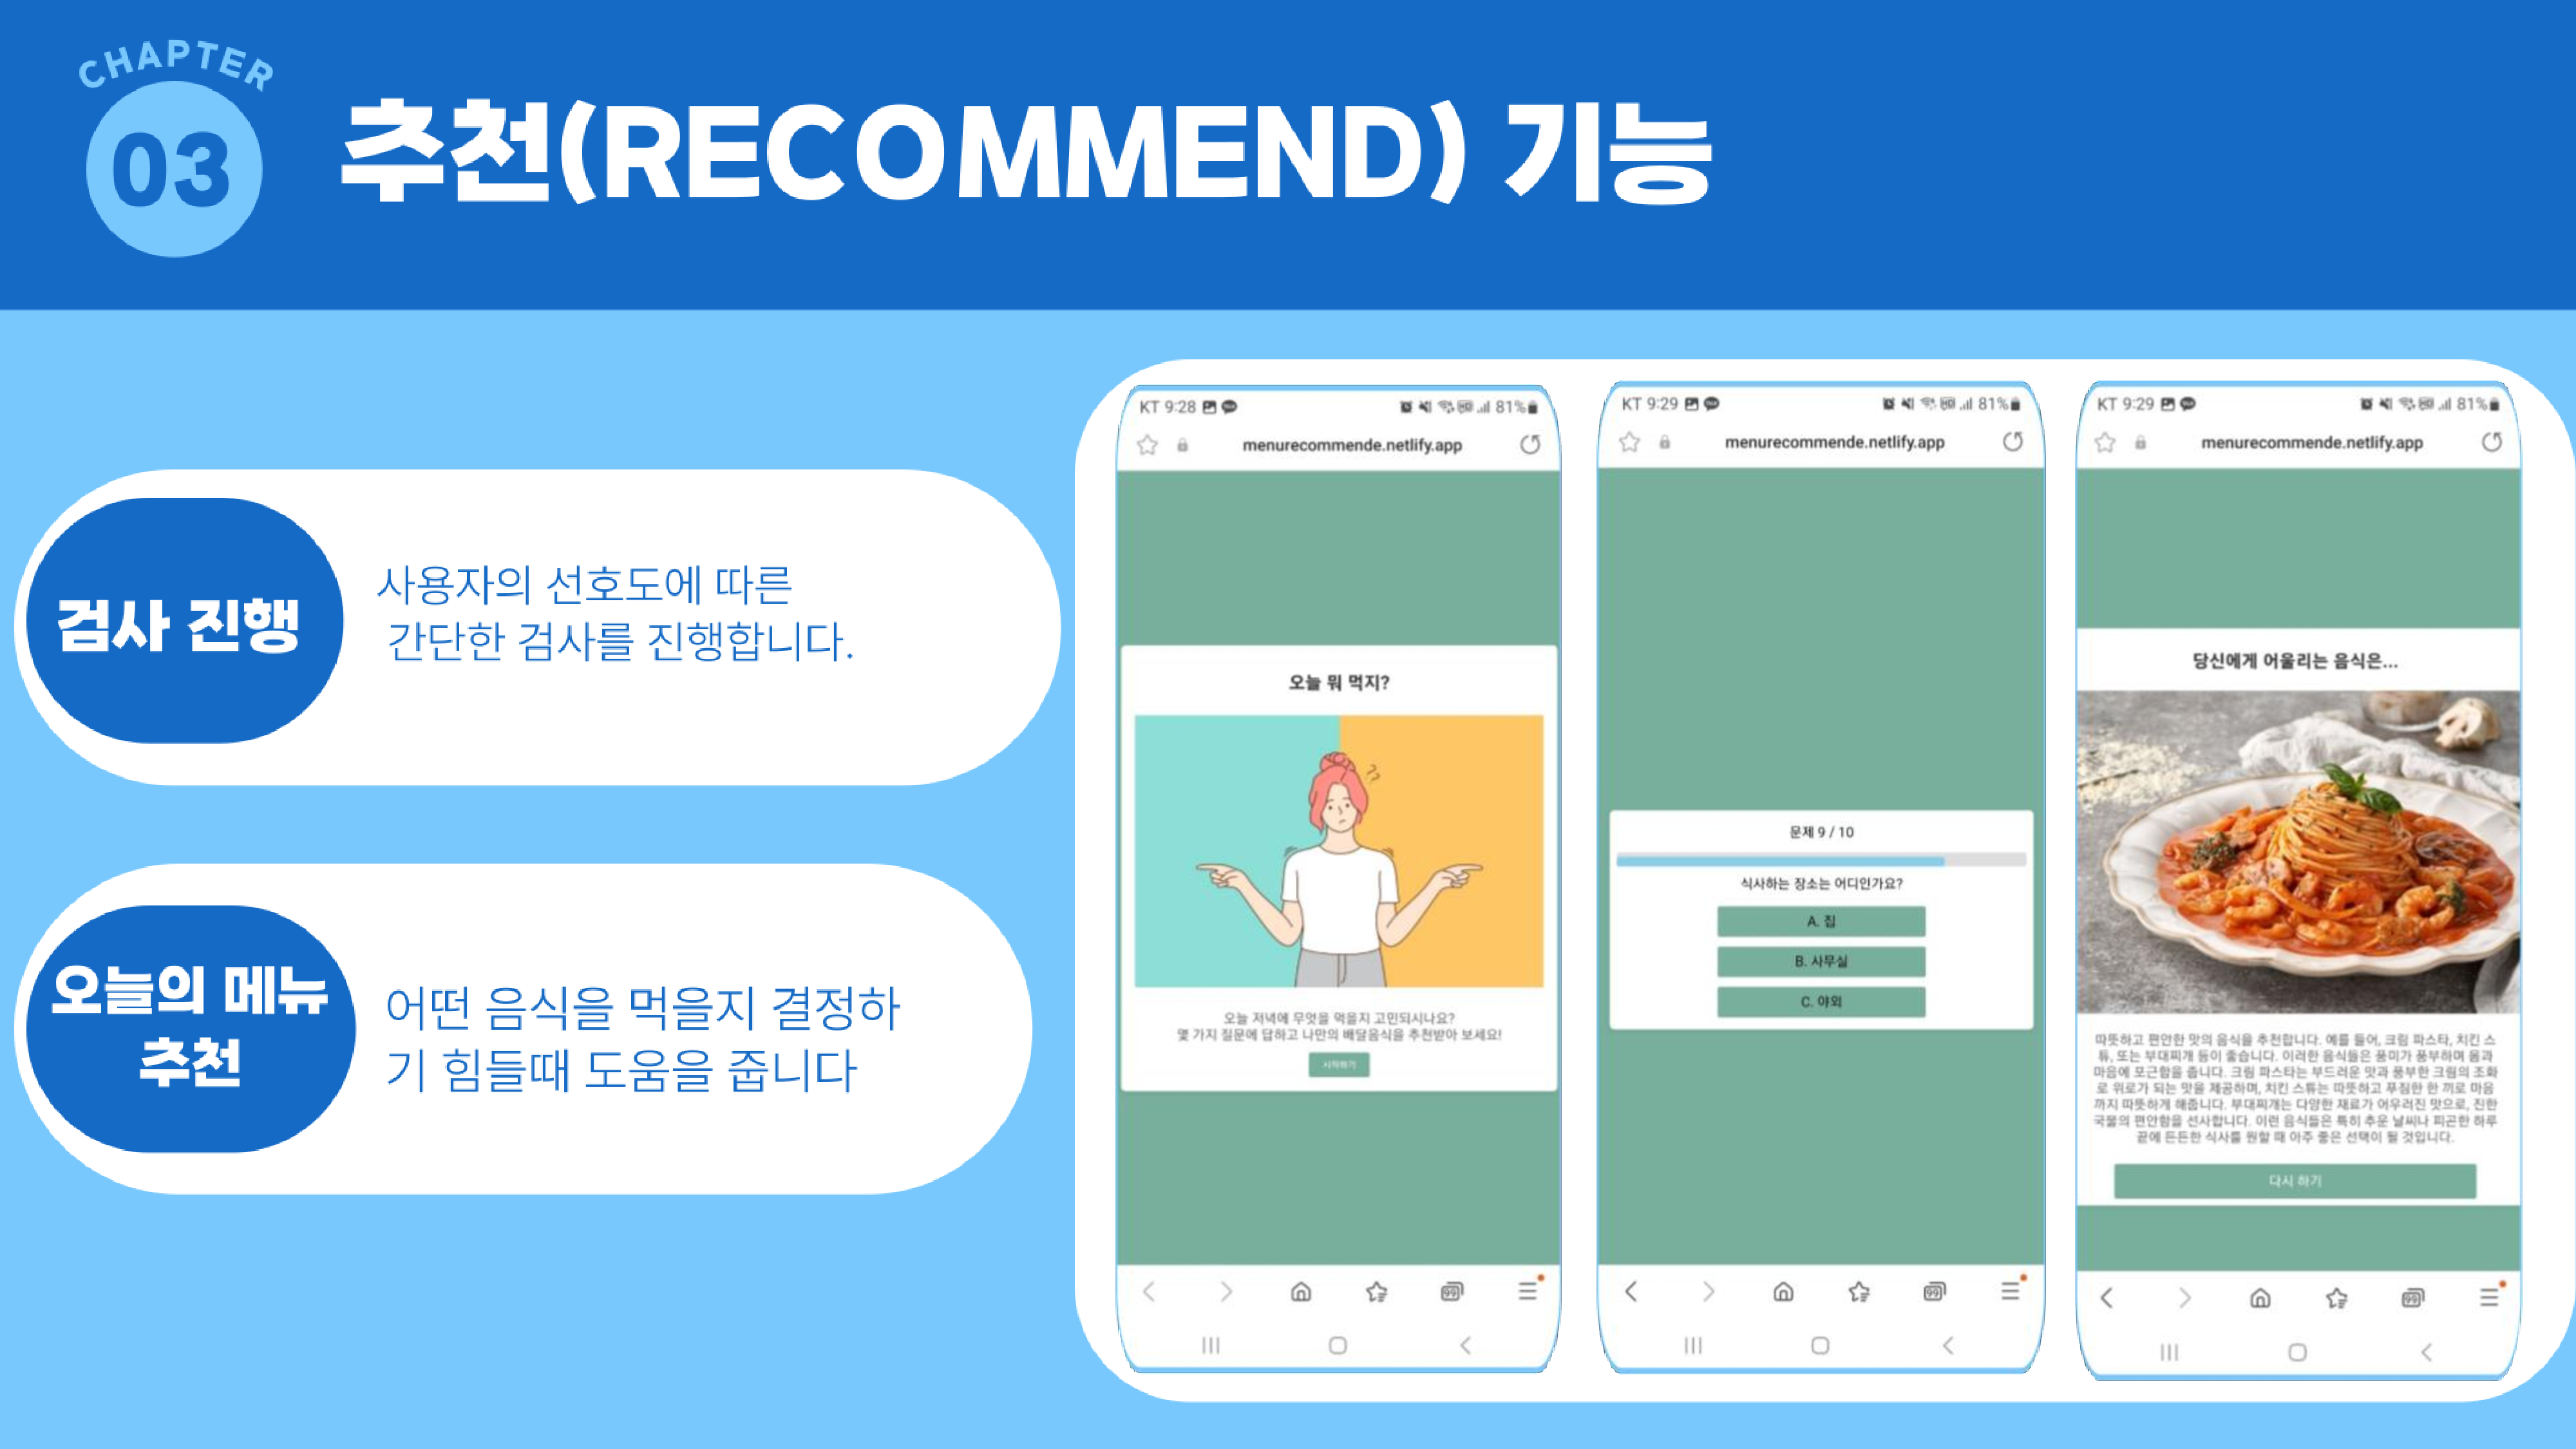 CHAPTER
03
추천(RECOMMEND) 기능
검사 진행
사용자의 선호도에 따른
간단한 검사를 진행합니다.
오늘의 메뉴
추천
어떤 음식을 먹을지 결정하
기 힘들때 도움을 줍니다
KT 9:28
81%
menurecommende.netlify.app
오늘 뭐 먹지?
오늘 저녁에 무엇을 먹을지 고민되시나요?
몇 가지 질문에 답하고 나만의 배달음식을 추천받아 보세요!
시작하기
99
KT 9:29
81%
menurecommende.netlify.app
문제 9 / 10
식사하는 장소는 어디인가요?
A. 집
B. 사무실
C. 야외
99
KT 9:29
81%
menurecommende.netlify.app
당신에게 어울리는 음식은...
따뜻하고 편안한 맛의 음식을 추천합니다. 예를 들어, 크림 파스타, 치킨 스
튜, 또는 부대찌개 등이 좋습니다. 이러한 음식들은 풍미가 풍부하며 몸과
마음에 포근함을 줍니다. 크림 파스타는 부드러운 맛과 풍부한 크림의 조화
로 위로가 되는 맛을 제공하며, 치킨 스튜는 따뜻하고 푸짐한 한 끼로 마음
까지 따뜻하게 해줍니다. 부대찌개는 다양한 재료가 어우러진 맛으로, 진한
국물의 편안함을 선사합니다. 이런 음식들은 특히 추운 날씨나 피곤한 하루
끝에 든든한 식사를 원할 때 아주 좋은 선택이 될 것입니다.
다시 하기
99